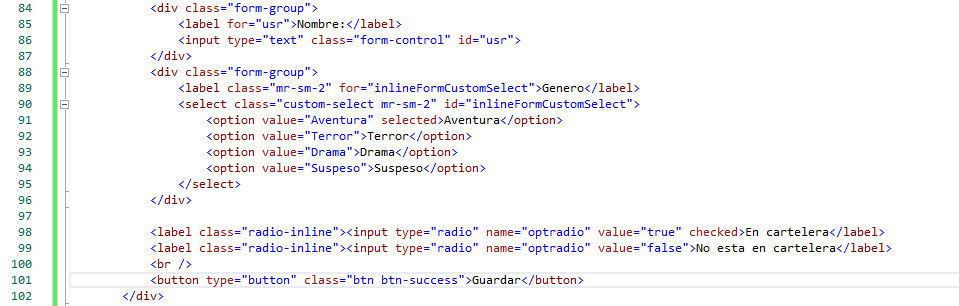 84 <div class="form-group">
85 <label for="usr">Nombre:</label>
86 <input type="text" class="form-control" id="usr">
87 </div>
88 <div class="form-group">
89 <label class="mr-sm-2" for="inlineFormCustomSelect">Genero</label>
90 <select class="custom-select mr-sm-2" id="inlineFormCustomSelect">
91 <option value="Aventura" selected>Aventura</option>
92 <option value="Terror">Terror</option>
93 <option value="Drama">Drama</option>
94 <option value="Suspeso">Suspeso</option>
95 </select>
96 </div>
97
98 <label class="radio-inline"><input type="radio" name="optradio" value="true" checked>En cartelera</label>
99 <label class="radio-inline"><input type="radio" name="optradio" value="false">No esta en cartelera</label>
100 <br />
101 <button type="button" class="btn btn-success">Guardar</button>
102 </div>